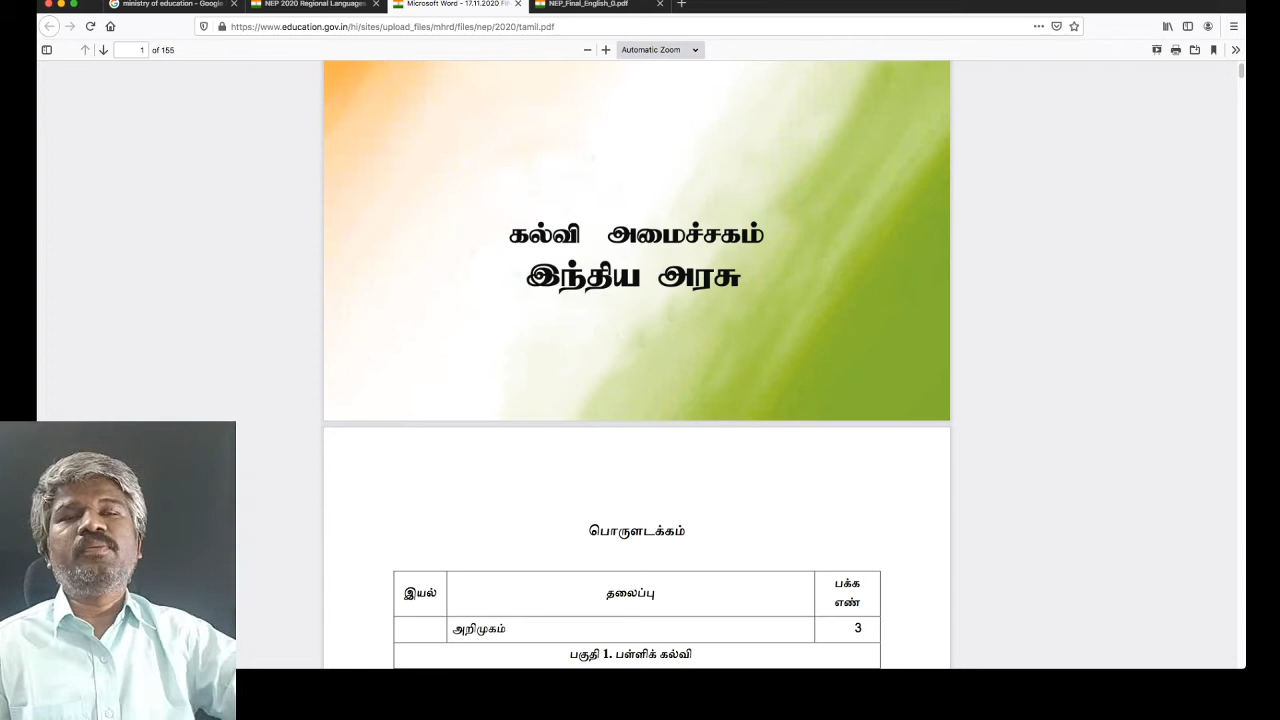 ministry of education - Google
NEP 2020 Regional Languages
Microsoft Word - 17.11.2020
NEP_Final_English_0.pdf
https://www.education.gov.in/hi/sites/upload_files/mhrd/files/nep/2020/tamil.pdf
1 of 155
Automatic Zoom
கல்வி அமைச்சகம்
இந்திய அரசு
பொருளடக்கம்
இயல் தலைப்பு பக்க எண்
அறிமுகம் 3
பகுதி 1. பள்ளிக் கல்வி